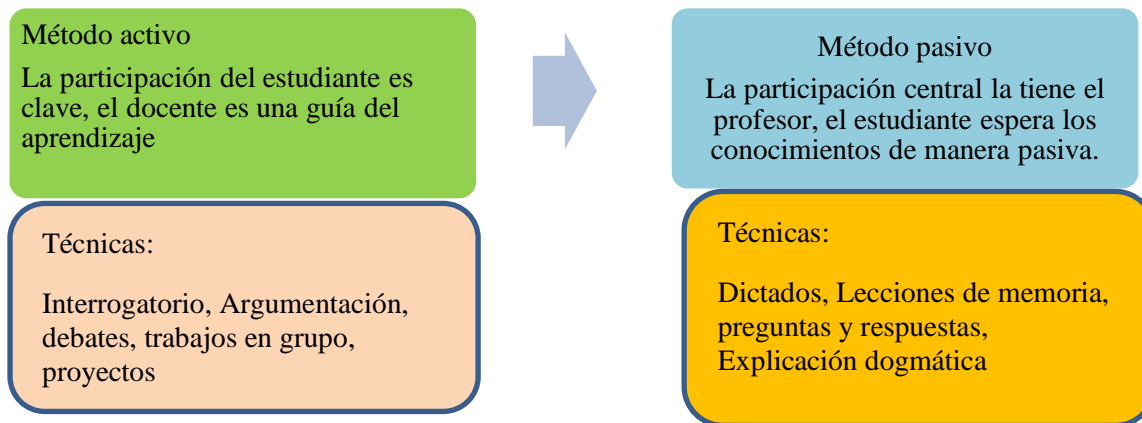 Método activo
La participación del estudiante es
clave, el docente es una guía del
aprendizaje
Técnicas:
Interrogatorio, Argumentación,
debates, trabajos en grupo,
proyectos
Método pasivo
La participación central la tiene el
profesor, el estudiante espera los
conocimientos de manera pasiva.
Técnicas:
Dictados, Lecciones de memoria,
preguntas y respuestas,
Explicación dogmática